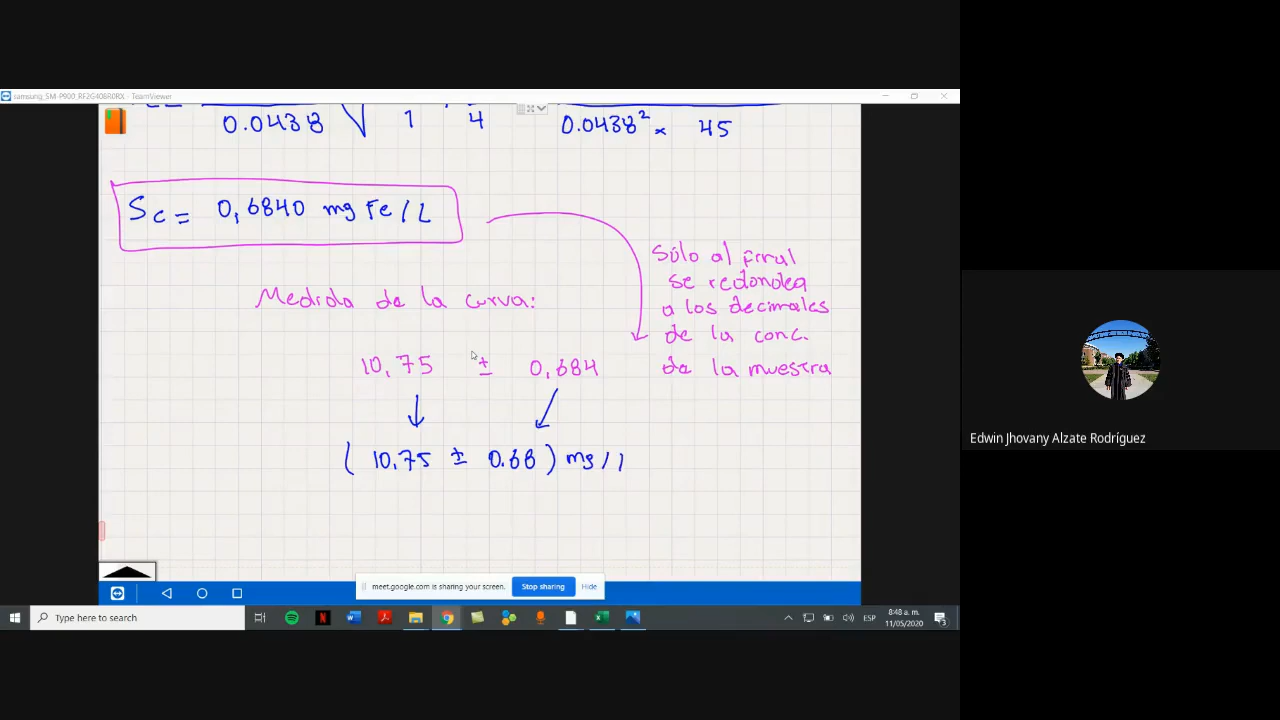 samsung_SM-P900_RF2G406R0RX - TeamViewer
0.0438 √ 1 4 0.0438² × 45
Sc = 0,6840 mg Fe/L
Sólo al final
se redondea
a los decimales
de la conc.
de la muestra
Medida de la curva:
10,75 ± 0,684
(10,75 ± 0.68) mg/l
Edwin Jhovany Alzate Rodríguez
meet.google.com is sharing your screen. Stop sharing Hide
Type here to search
ESP
8:48 a. m.
11/05/2020